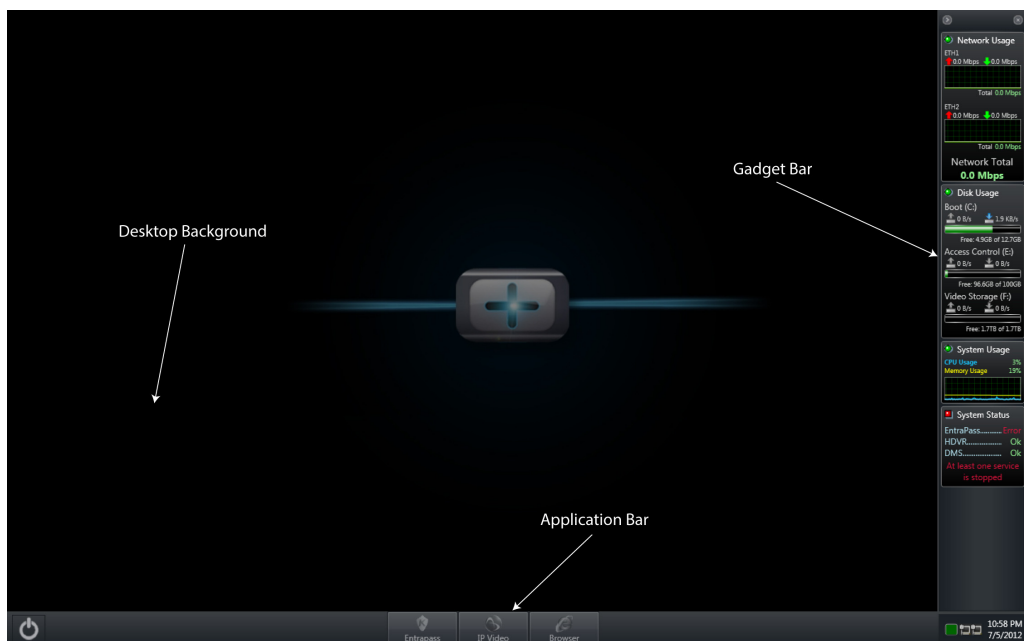 Network Usage
ETH1
0.0 Mbps 0.0 Mbps
Total 0.0 Mbps
ETH2
0.0 Mbps 0.0 Mbps
Total 0.0 Mbps
Network Total
0.0 Mbps
Disk Usage
Boot (C:)
0 B/s 1.9 KB/s
Free: 4.9GB of 12.7GB
Access Control (E:)
0 B/s 0 B/s
Free: 96.6GB of 100GB
Video Storage (F:)
0 B/s 0 B/s
Free: 1.7TB of 1.7TB
System Usage
CPU Usage 3%
Memory Usage 19%
System Status
EntraPass........... Error
HDVR.................. Ok
DMS.................... Ok
At least one service
is stopped
Gadget Bar
Desktop Background
Application Bar
Entrapass
IP Video
Browser
10:58 PM
7/5/2012